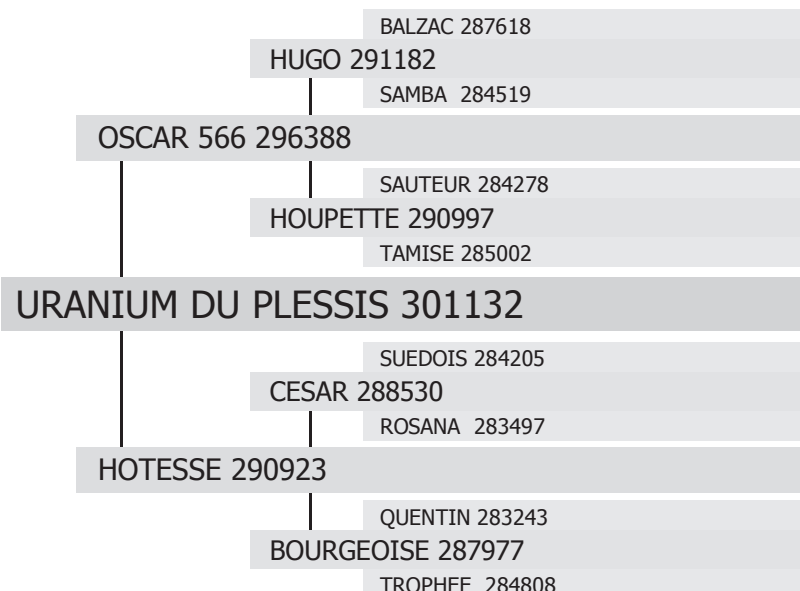 BALZAC 287618
HUGO 291182
SAMBA 284519
OSCAR 566 296388
SAUTEUR 284278
HOUPETTE 290997
TAMISE 285002
URANIUM DU PLESSIS 301132
SUEDOIS 284205
CESAR 288530
ROSANA 283497
HOTESSE 290923
QUENTIN 283243
BOURGEOISE 287977
TROPHEE 284808